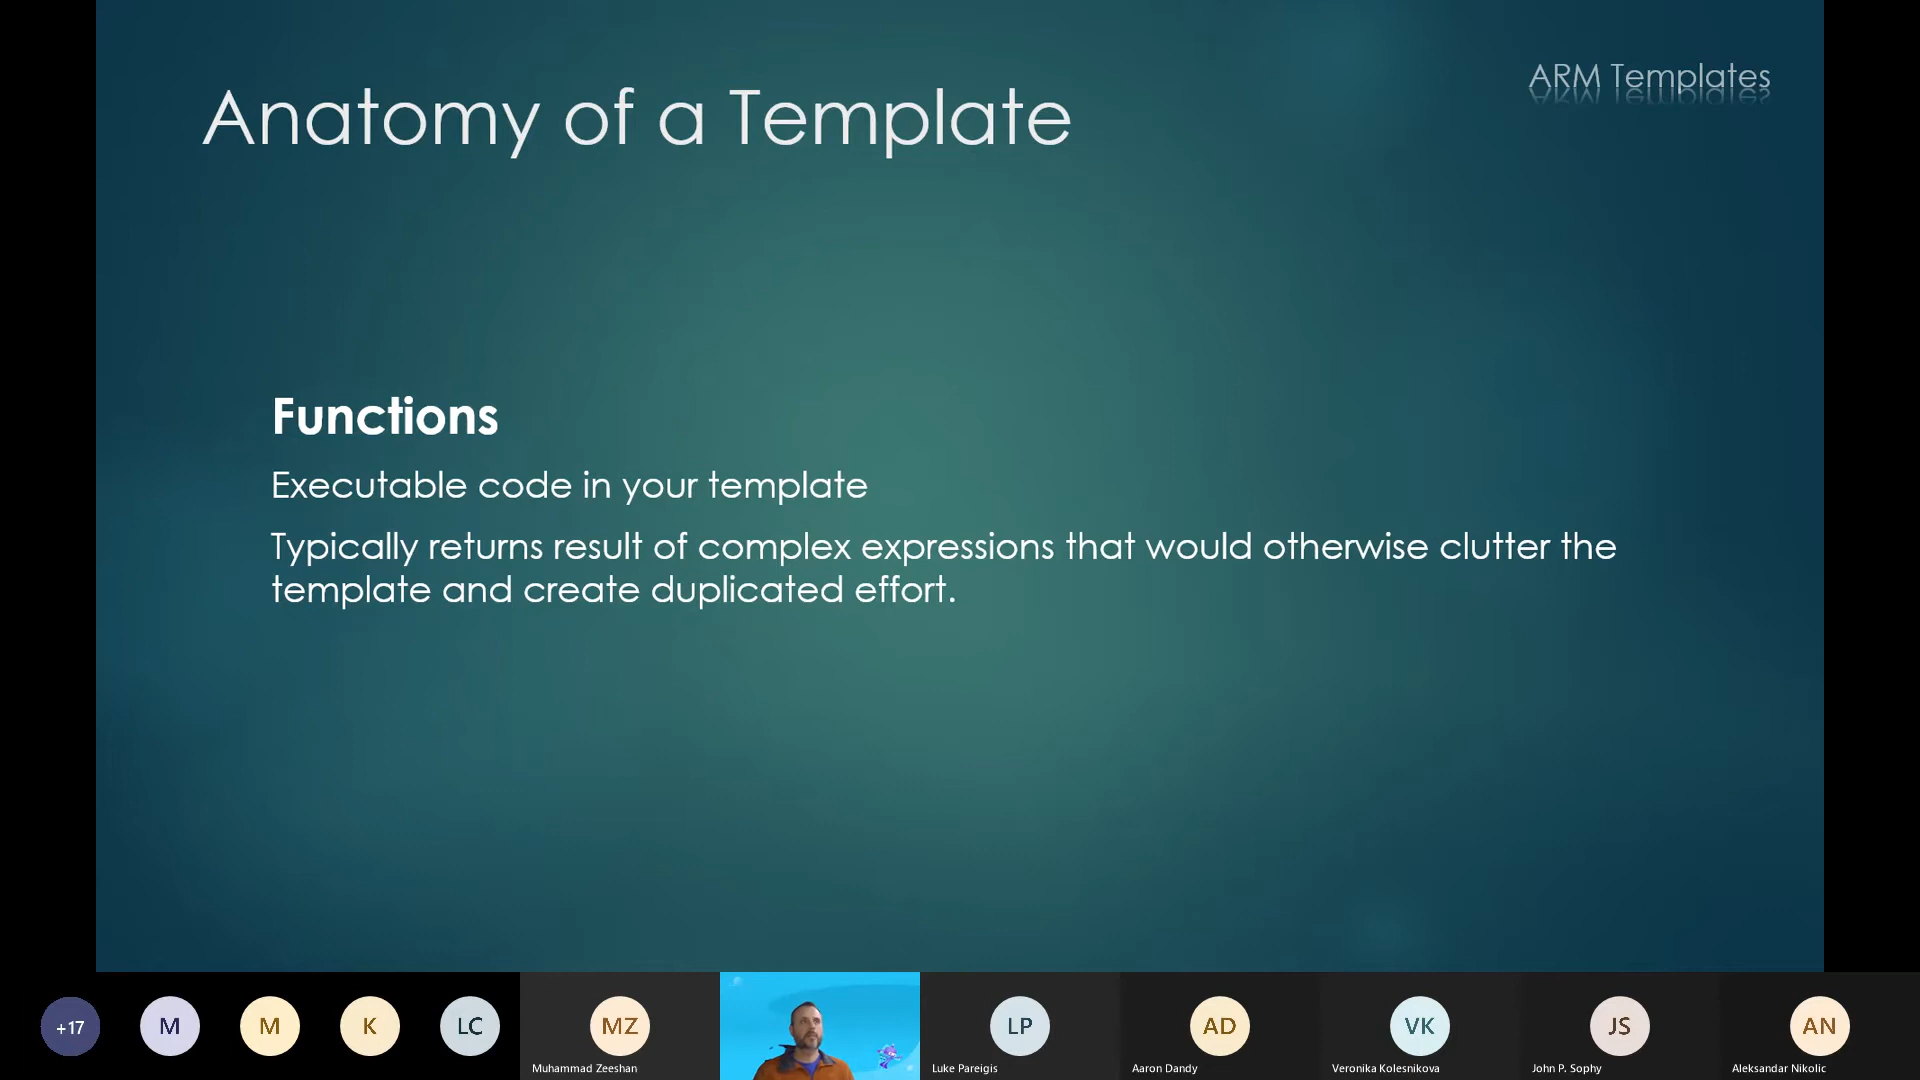 ARM Templates
Anatomy of a Template
Functions
Executable code in your template
Typically returns result of complex expressions that would otherwise clutter the
template and create duplicated effort.
+17
M
M
K
LC
MZ
LP
AD
VK
JS
AN
Muhammad Zeeshan
Luke Pareigis
Aaron Dandy
Veronika Kolesnikova
John P. Sophy
Aleksandar Nikolic